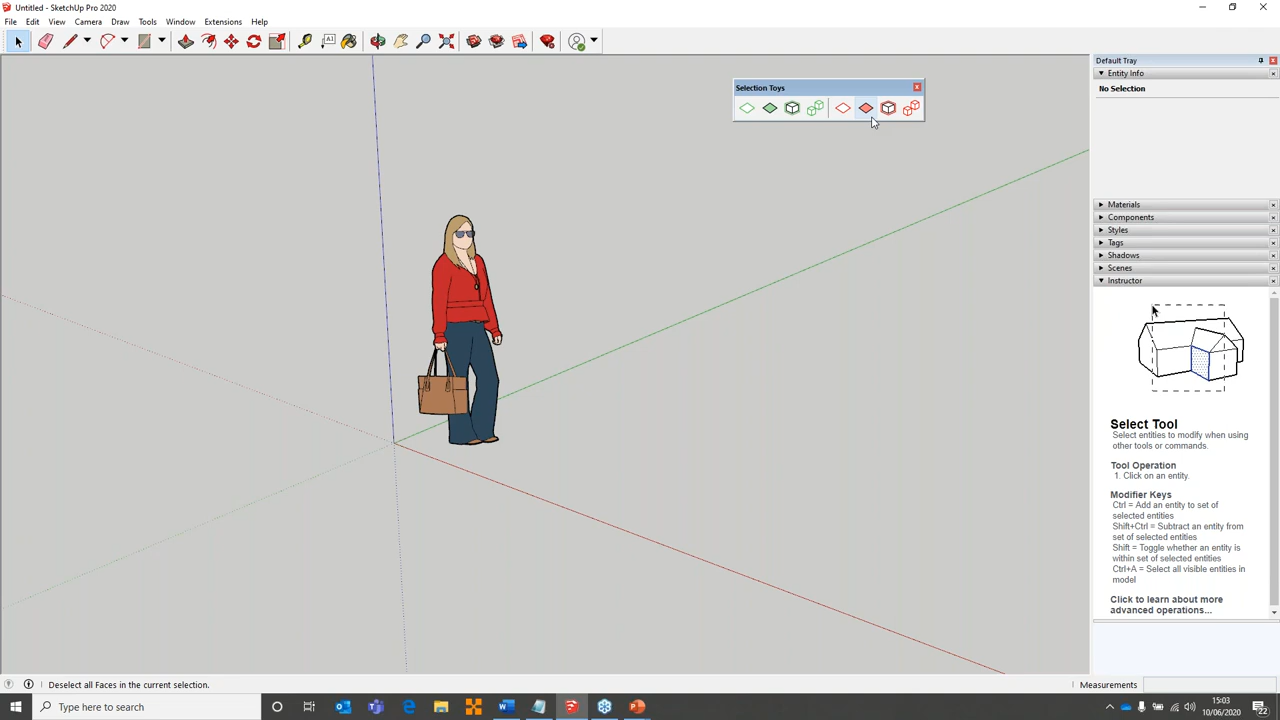 Untitled - SketchUp Pro 2020
File Edit View Camera Draw Tools Window Extensions Help
A1
Default Tray
Entity Info
No Selection
Selection Toys
Materials
Components
Styles
Tags
Shadows
Scenes
Instructor
Select Tool
Select entities to modify when using
other tools or commands.
Tool Operation
1. Click on an entity.
Modifier Keys
Ctrl = Add an entity to set of
selected entities
Shift+Ctrl = Subtract an entity from
set of selected entities
Shift = Toggle whether an entity is
within set of selected entities
Ctrl+A = Select all visible entities in
model
Click to learn about more
advanced operations...
Deselect all Faces in the current selection.
Measurements
Type here to search
15:03
10/06/2020
22